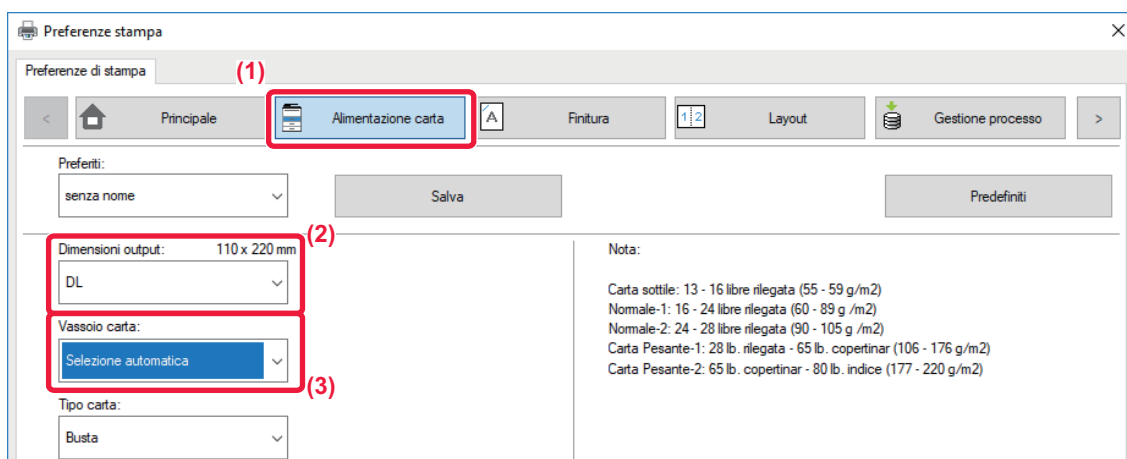 Preferenze stampa
Preferenze di stampa
(1)
<
Principale
Alimentazione carta
A
Finitura
1 2
Layout
Gestione processo
>
Preferiti:
senza nome
Salva
Predefiniti
(2)
Dimensioni output: 110 x 220 mm
DL
Vassoio carta:
Selezione automatica
(3)
Tipo carta:
Busta
Nota:
Carta sottile: 13 - 16 libre rilegata (55 - 59 g/m2)
Normale-1: 16 - 24 libre rilegata (60 - 89 g /m2)
Normale-2: 24 - 28 libre rilegata (90 - 105 g /m2)
Carta Pesante-1: 28 lb. rilegata - 65 lb. copertinar (106 - 176 g/m2)
Carta Pesante-2: 65 lb. copertinar - 80 lb. indice (177 - 220 g/m2)